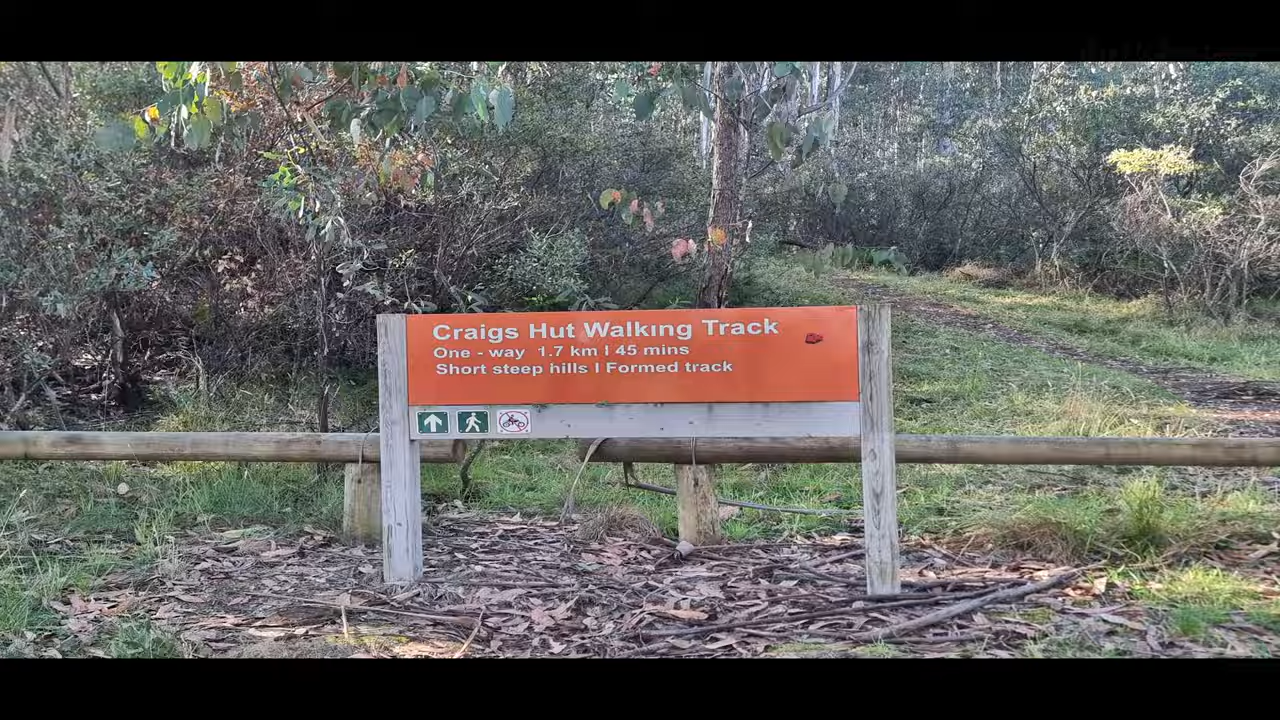 Craigs Hut Walking Track
One - way 1.7 km | 45 mins
Short steep hills | Formed track